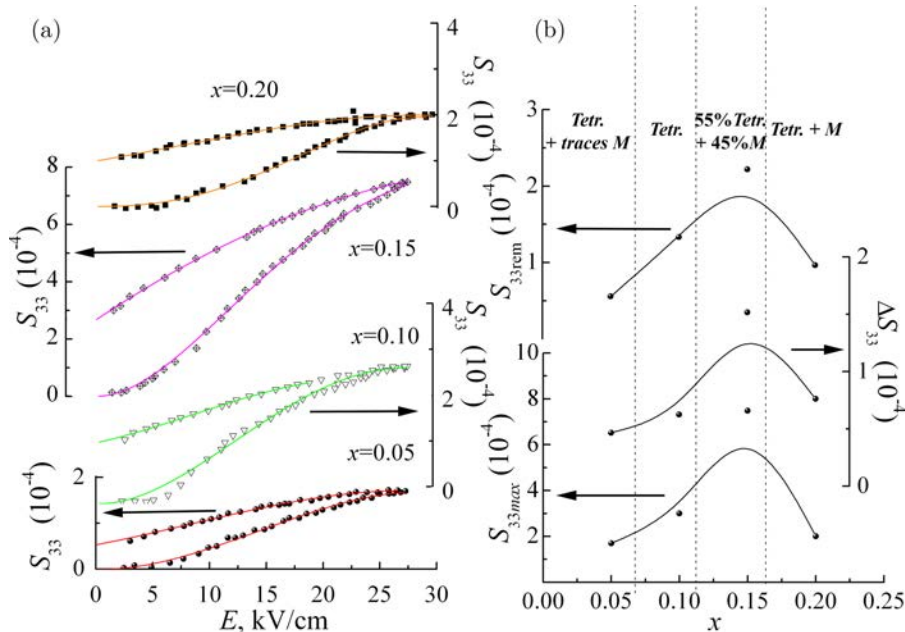 (a)
x=0.20
x=0.15
x=0.10
x=0.05
4
3
2
1
0
S33 (10-4)
8
6
4
2
0
S33 (10-4)
4
2
0
S33 (10-4)
2
1
0
S33 (10-4)
0 5 10 15 20 25 30
E, kV/cm
(b)
Tetr. + traces M
Tetr.
55%Tetr. + 45%M
Tetr. + M
3
2
1
S33rem (10-4)
2
1
0
ΔS33 (10-4)
10
8
6
4
2
S33max (10-4)
0.00 0.05 0.10 0.15 0.20 0.25
x